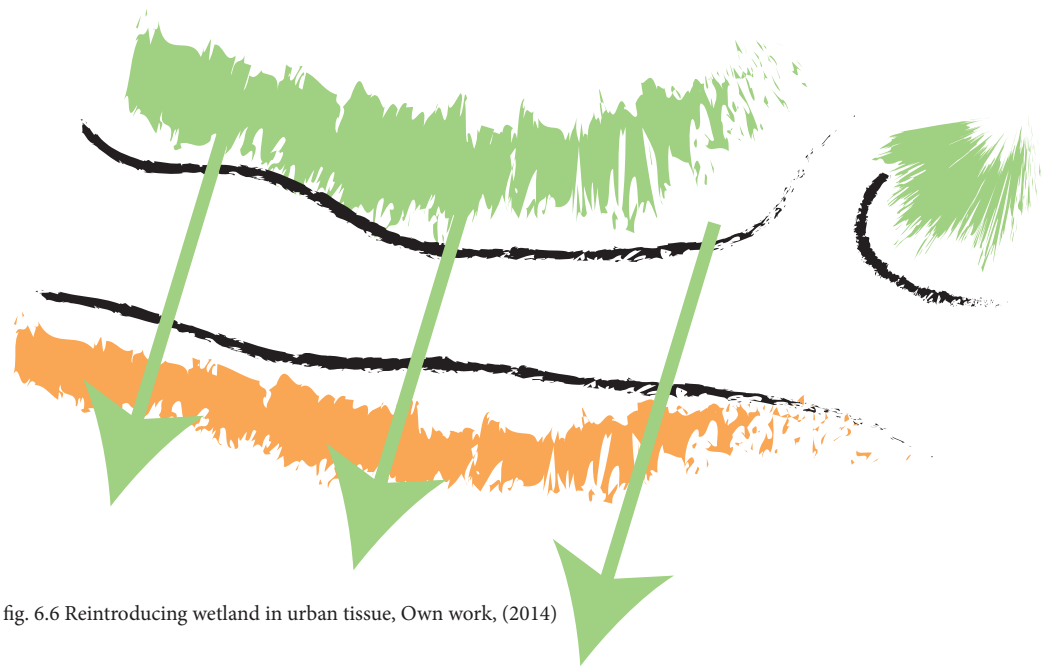 fig. 6.6 Reintroducing wetland in urban tissue, Own work, (2014)